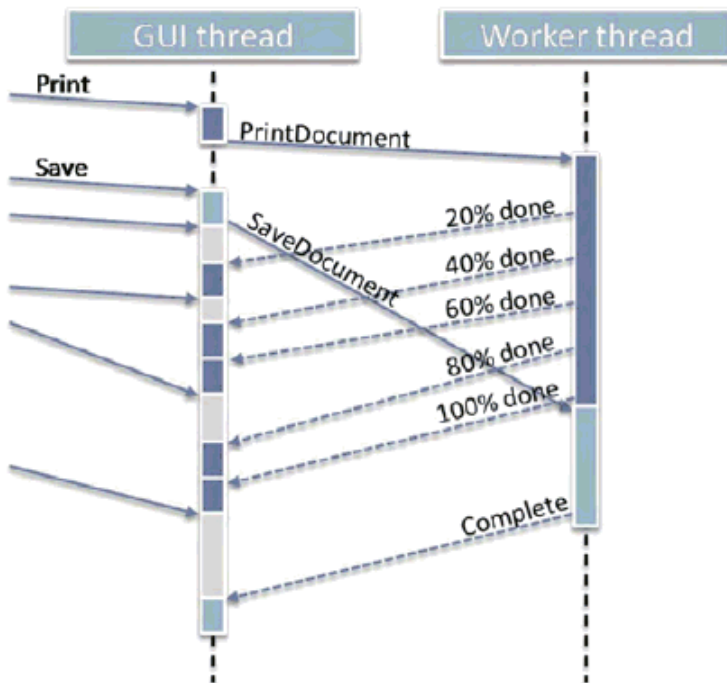 GUI thread
Worker thread
Print
PrintDocument
Save
SaveDocument
20% done
40% done
60% done
80% done
100% done
Complete